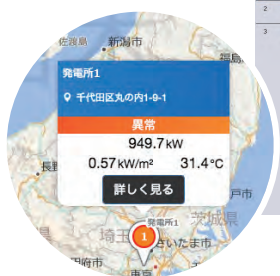 佐渡島 新潟市
福島
発電所1
千代田区丸の内1-9-1
異常
949.7kW
0.57kW/m² 31.4℃
長野
詳しく見る
戸市
発電所1
茨城県
埼玉
1
さいたま市
甲府市
東京
2
3